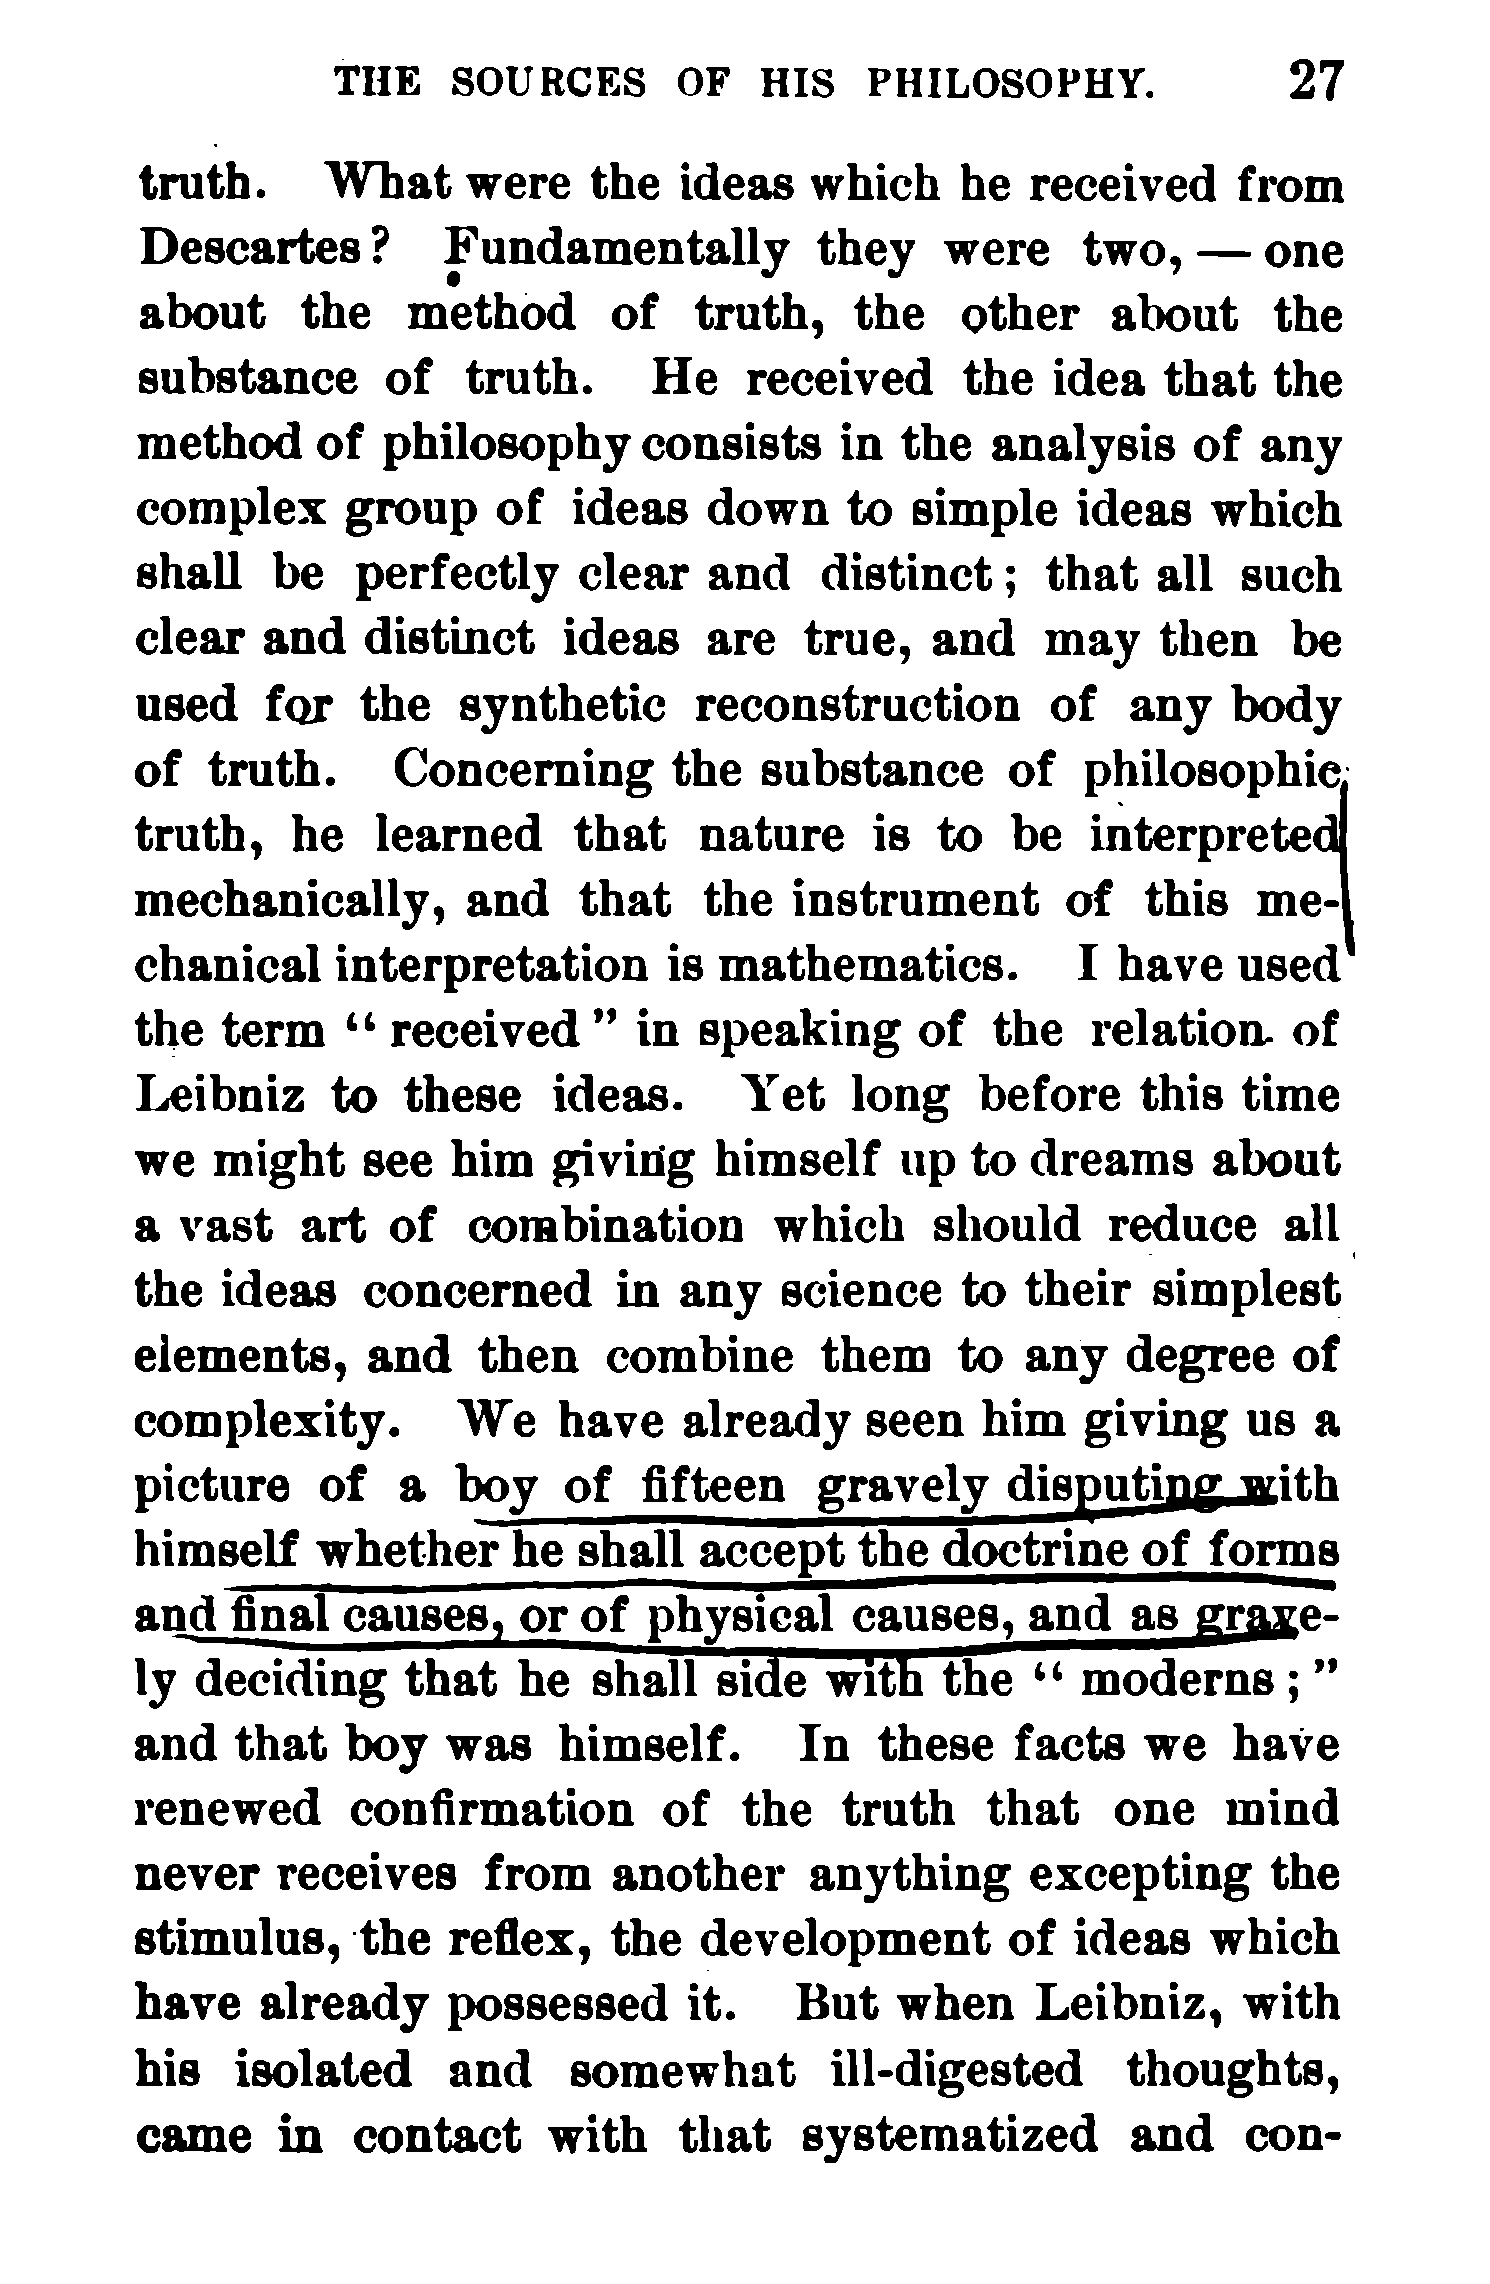 THE SOURCES OF HIS PHILOSOPHY. 27
truth. What were the ideas which he received from
Descartes? Fundamentally they were two, — one
about the method of truth, the other about the
substance of truth. He received the idea that the
method of philosophy consists in the analysis of any
complex group of ideas down to simple ideas which
shall be perfectly clear and distinct; that all such
clear and distinct ideas are true, and may then be
used for the synthetic reconstruction of any body
of truth. Concerning the substance of philosophic
truth, he learned that nature is to be interpreted
mechanically, and that the instrument of this me-
chanical interpretation is mathematics. I have used
the term “received” in speaking of the relation of
Leibniz to these ideas. Yet long before this time
we might see him giving himself up to dreams about
a vast art of combination which should reduce all
the ideas concerned in any science to their simplest
elements, and then combine them to any degree of
complexity. We have already seen him giving us a
picture of a boy of fifteen gravely disputing with
himself whether he shall accept the doctrine of forms
and final causes, or of physical causes, and as grave-
ly deciding that he shall side with the “moderns;”
and that boy was himself. In these facts we have
renewed confirmation of the truth that one mind
never receives from another anything excepting the
stimulus, the reflex, the development of ideas which
have already possessed it. But when Leibniz, with
his isolated and somewhat ill-digested thoughts,
came in contact with that systematized and con-